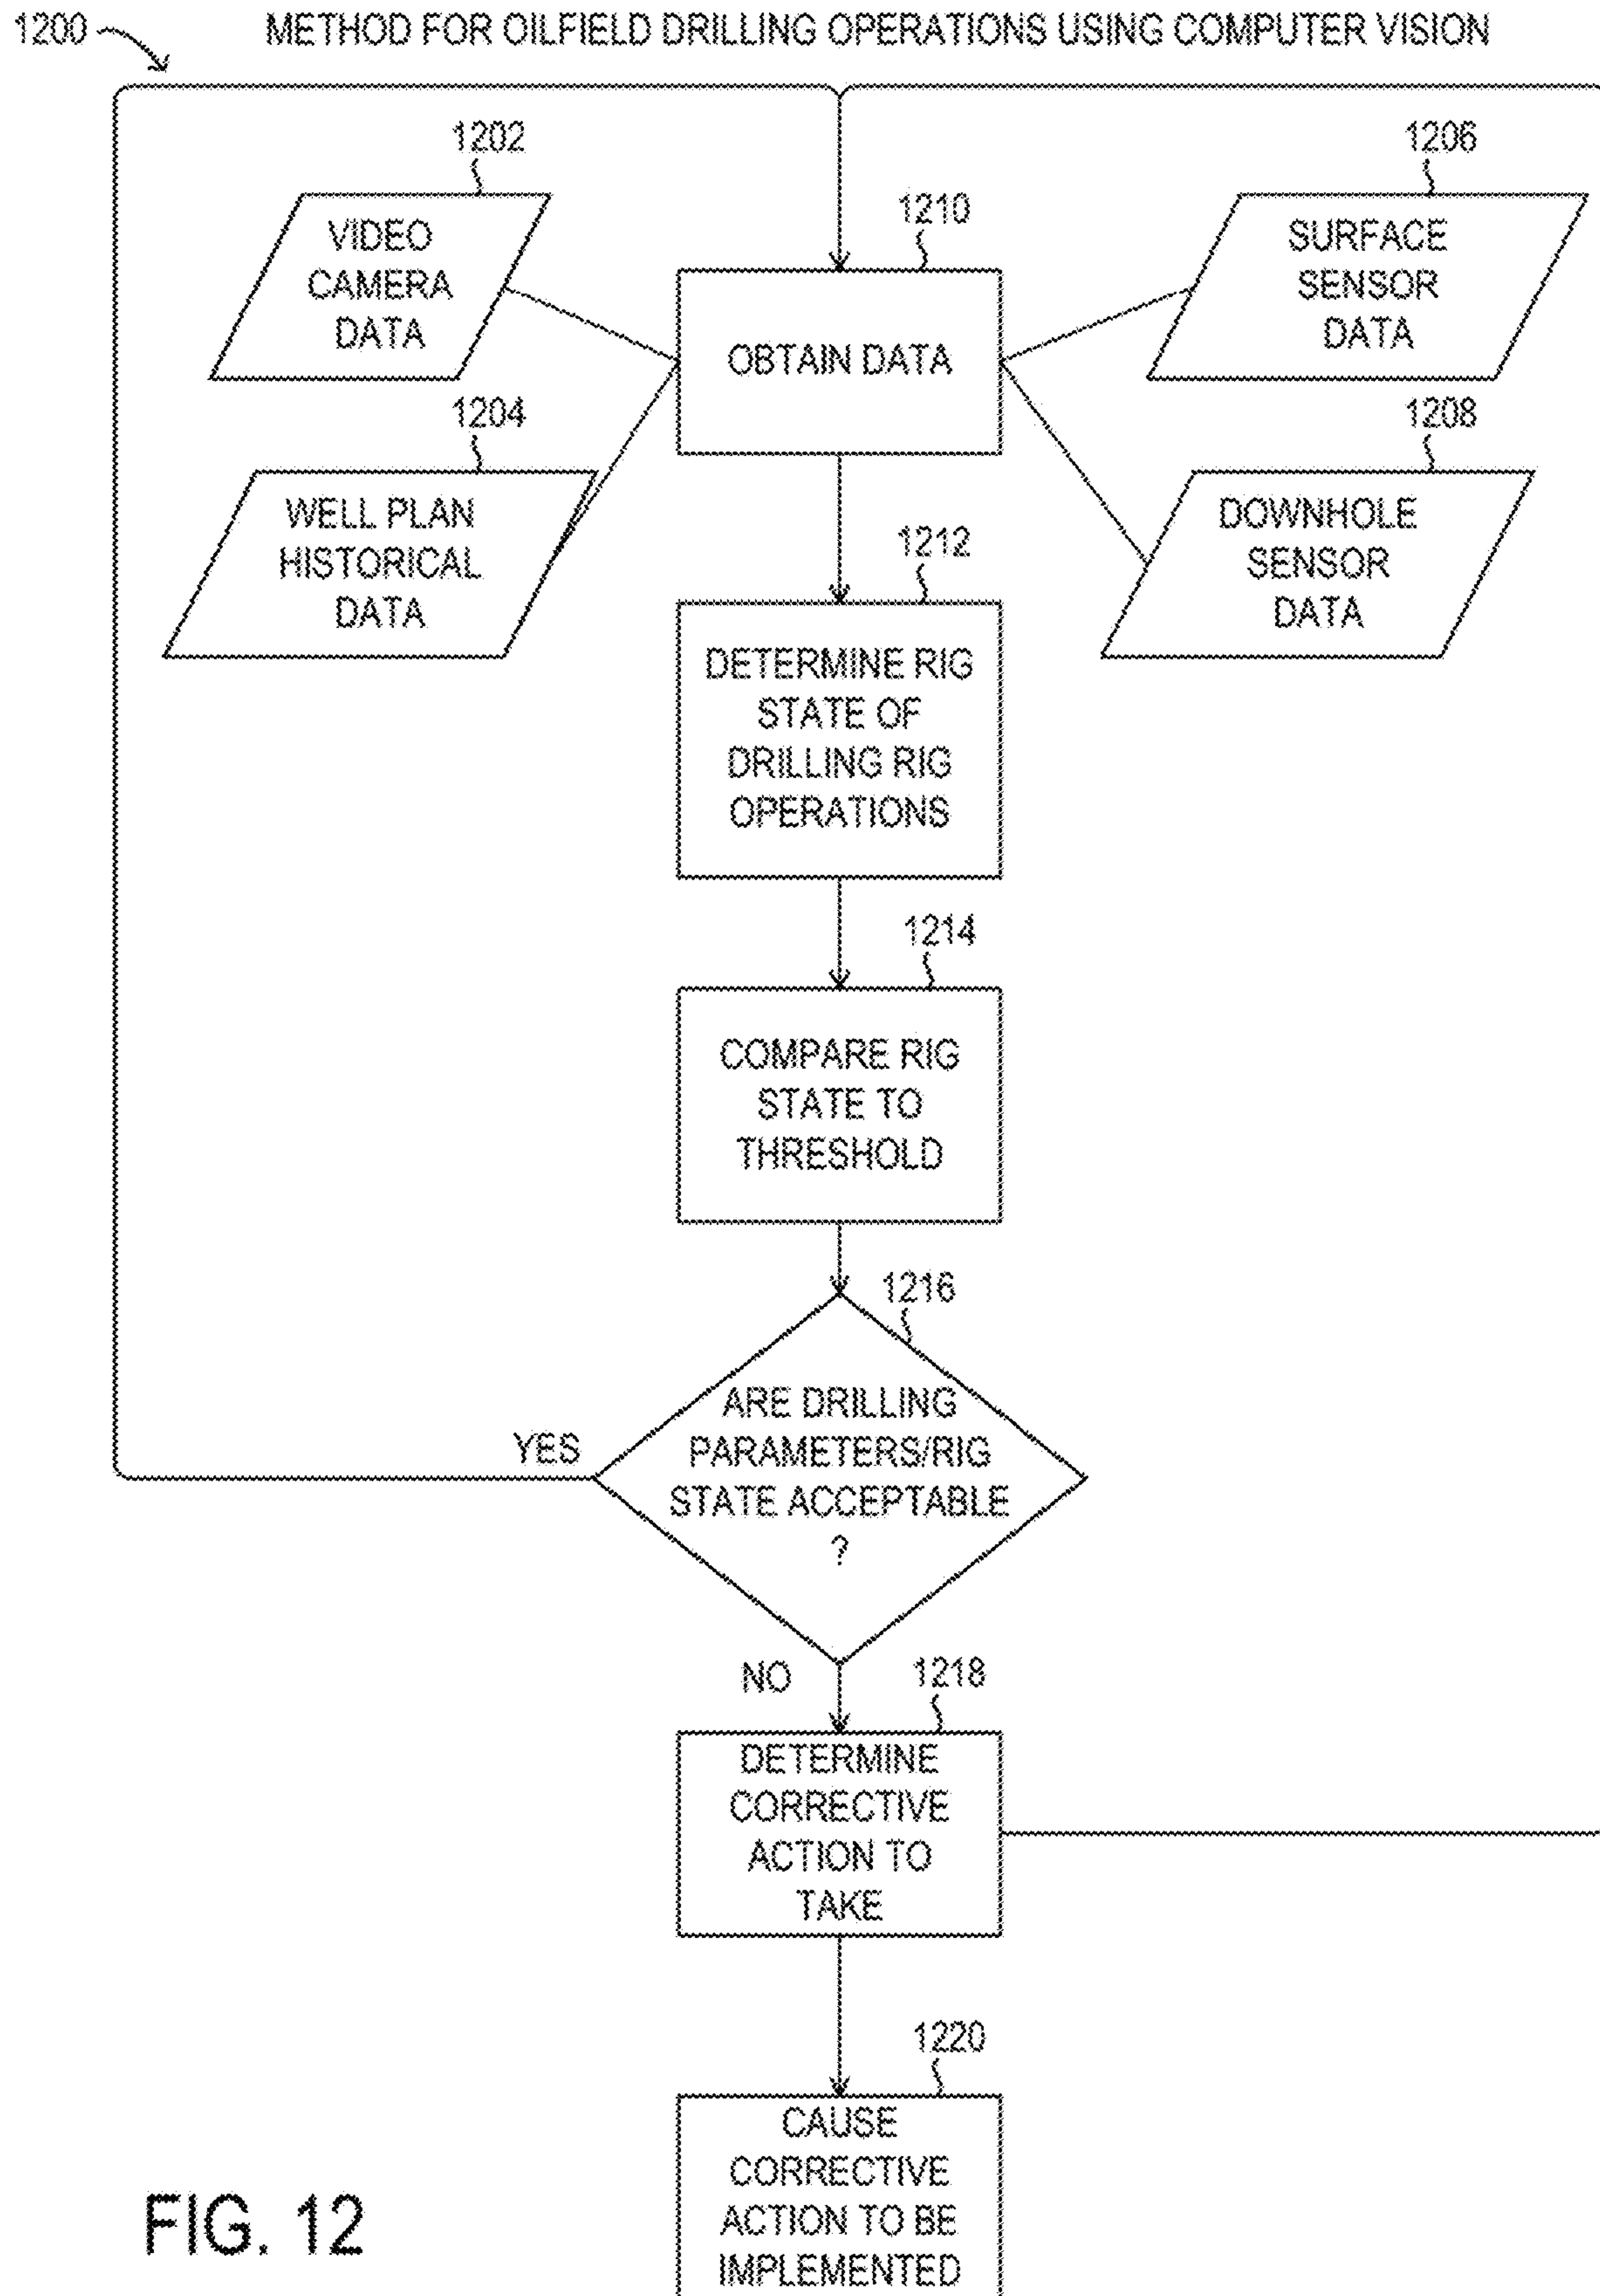 1200
METHOD FOR OILFIELD DRILLING OPERATIONS USING COMPUTER VISION
1202
VIDEO
CAMERA
DATA
1206
SURFACE
SENSOR
DATA
1210
OBTAIN DATA
1204
WELL PLAN
HISTORICAL
DATA
1208
DOWNHOLE
SENSOR
DATA
1212
DETERMINE RIG
STATE OF
DRILLING RIG
OPERATIONS
1214
COMPARE RIG
STATE TO
THRESHOLD
1216
ARE DRILLING
PARAMETERS/RIG
STATE ACCEPTABLE
?
YES
NO
1218
DETERMINE
CORRECTIVE
ACTION TO
TAKE
1220
CAUSE
CORRECTIVE
ACTION TO BE
IMPLEMENTED
FIG. 12